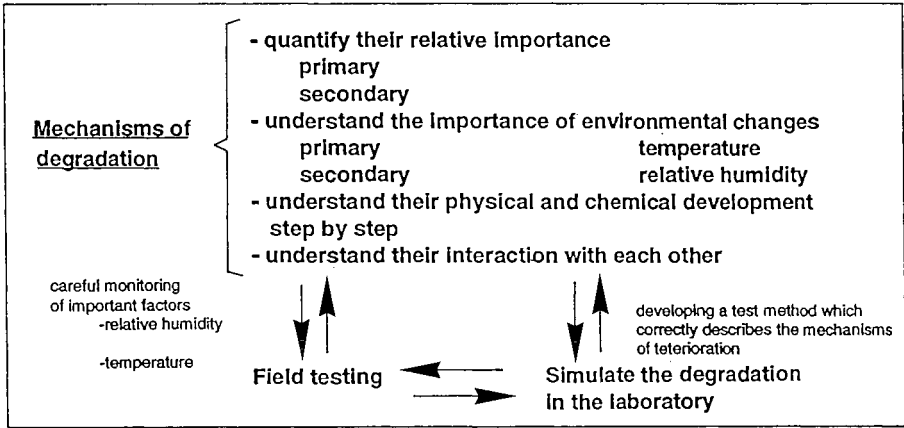 - quantify their relative importance
primary
secondary
Mechanisms of
degradation
- understand the importance of environmental changes
primary temperature
secondary relative humidity
- understand their physical and chemical development
step by step
- understand their interaction with each other
careful monitoring
of important factors
-relative humidity
-temperature
developing a test method which
correctly describes the mechanisms
of teterioration
Field testing
Simulate the degradation
in the laboratory